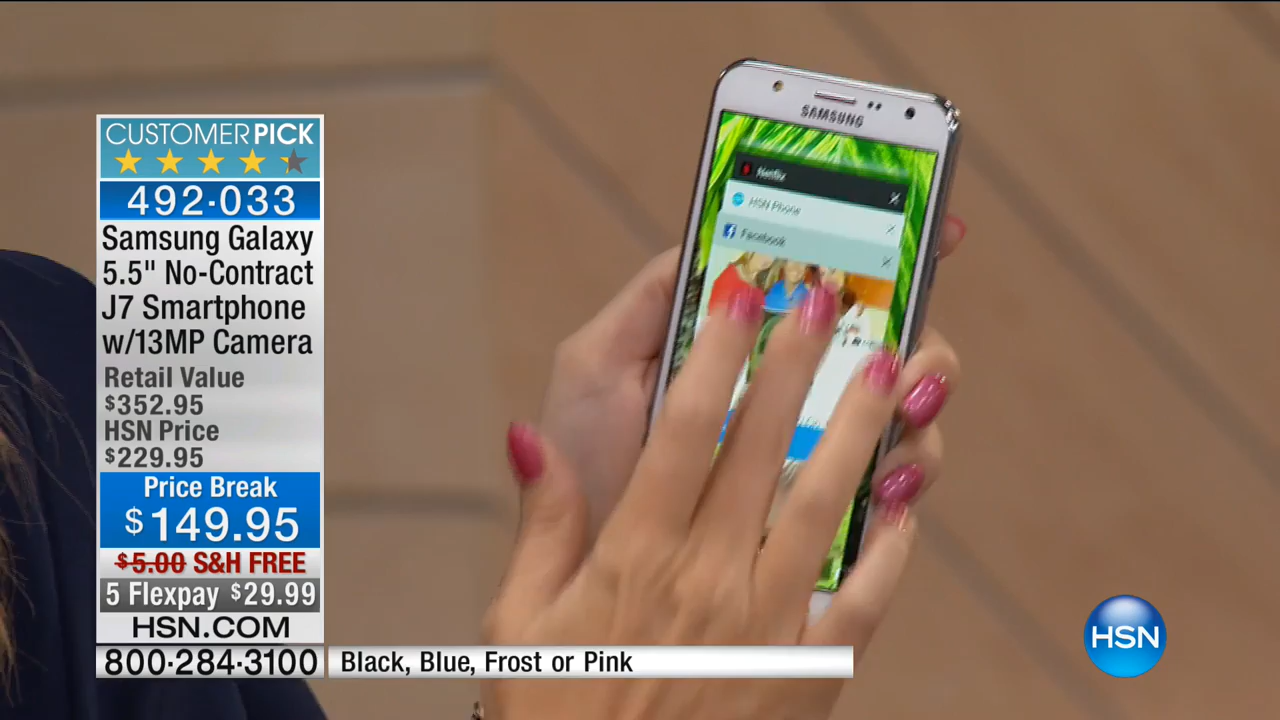 CUSTOMERPICK
492-033
Samsung Galaxy
5.5" No-Contract
J7 Smartphone
w/13MP Camera
Retail Value
$352.95
HSN Price
$229.95
Price Break
$149.95
$5.00 S&H FREE
5 Flexpay $29.99
HSN.COM
800-284-3100
Black, Blue, Frost or Pink
SAMSUNG
Netflix
HSN Phone
Facebook
HSN